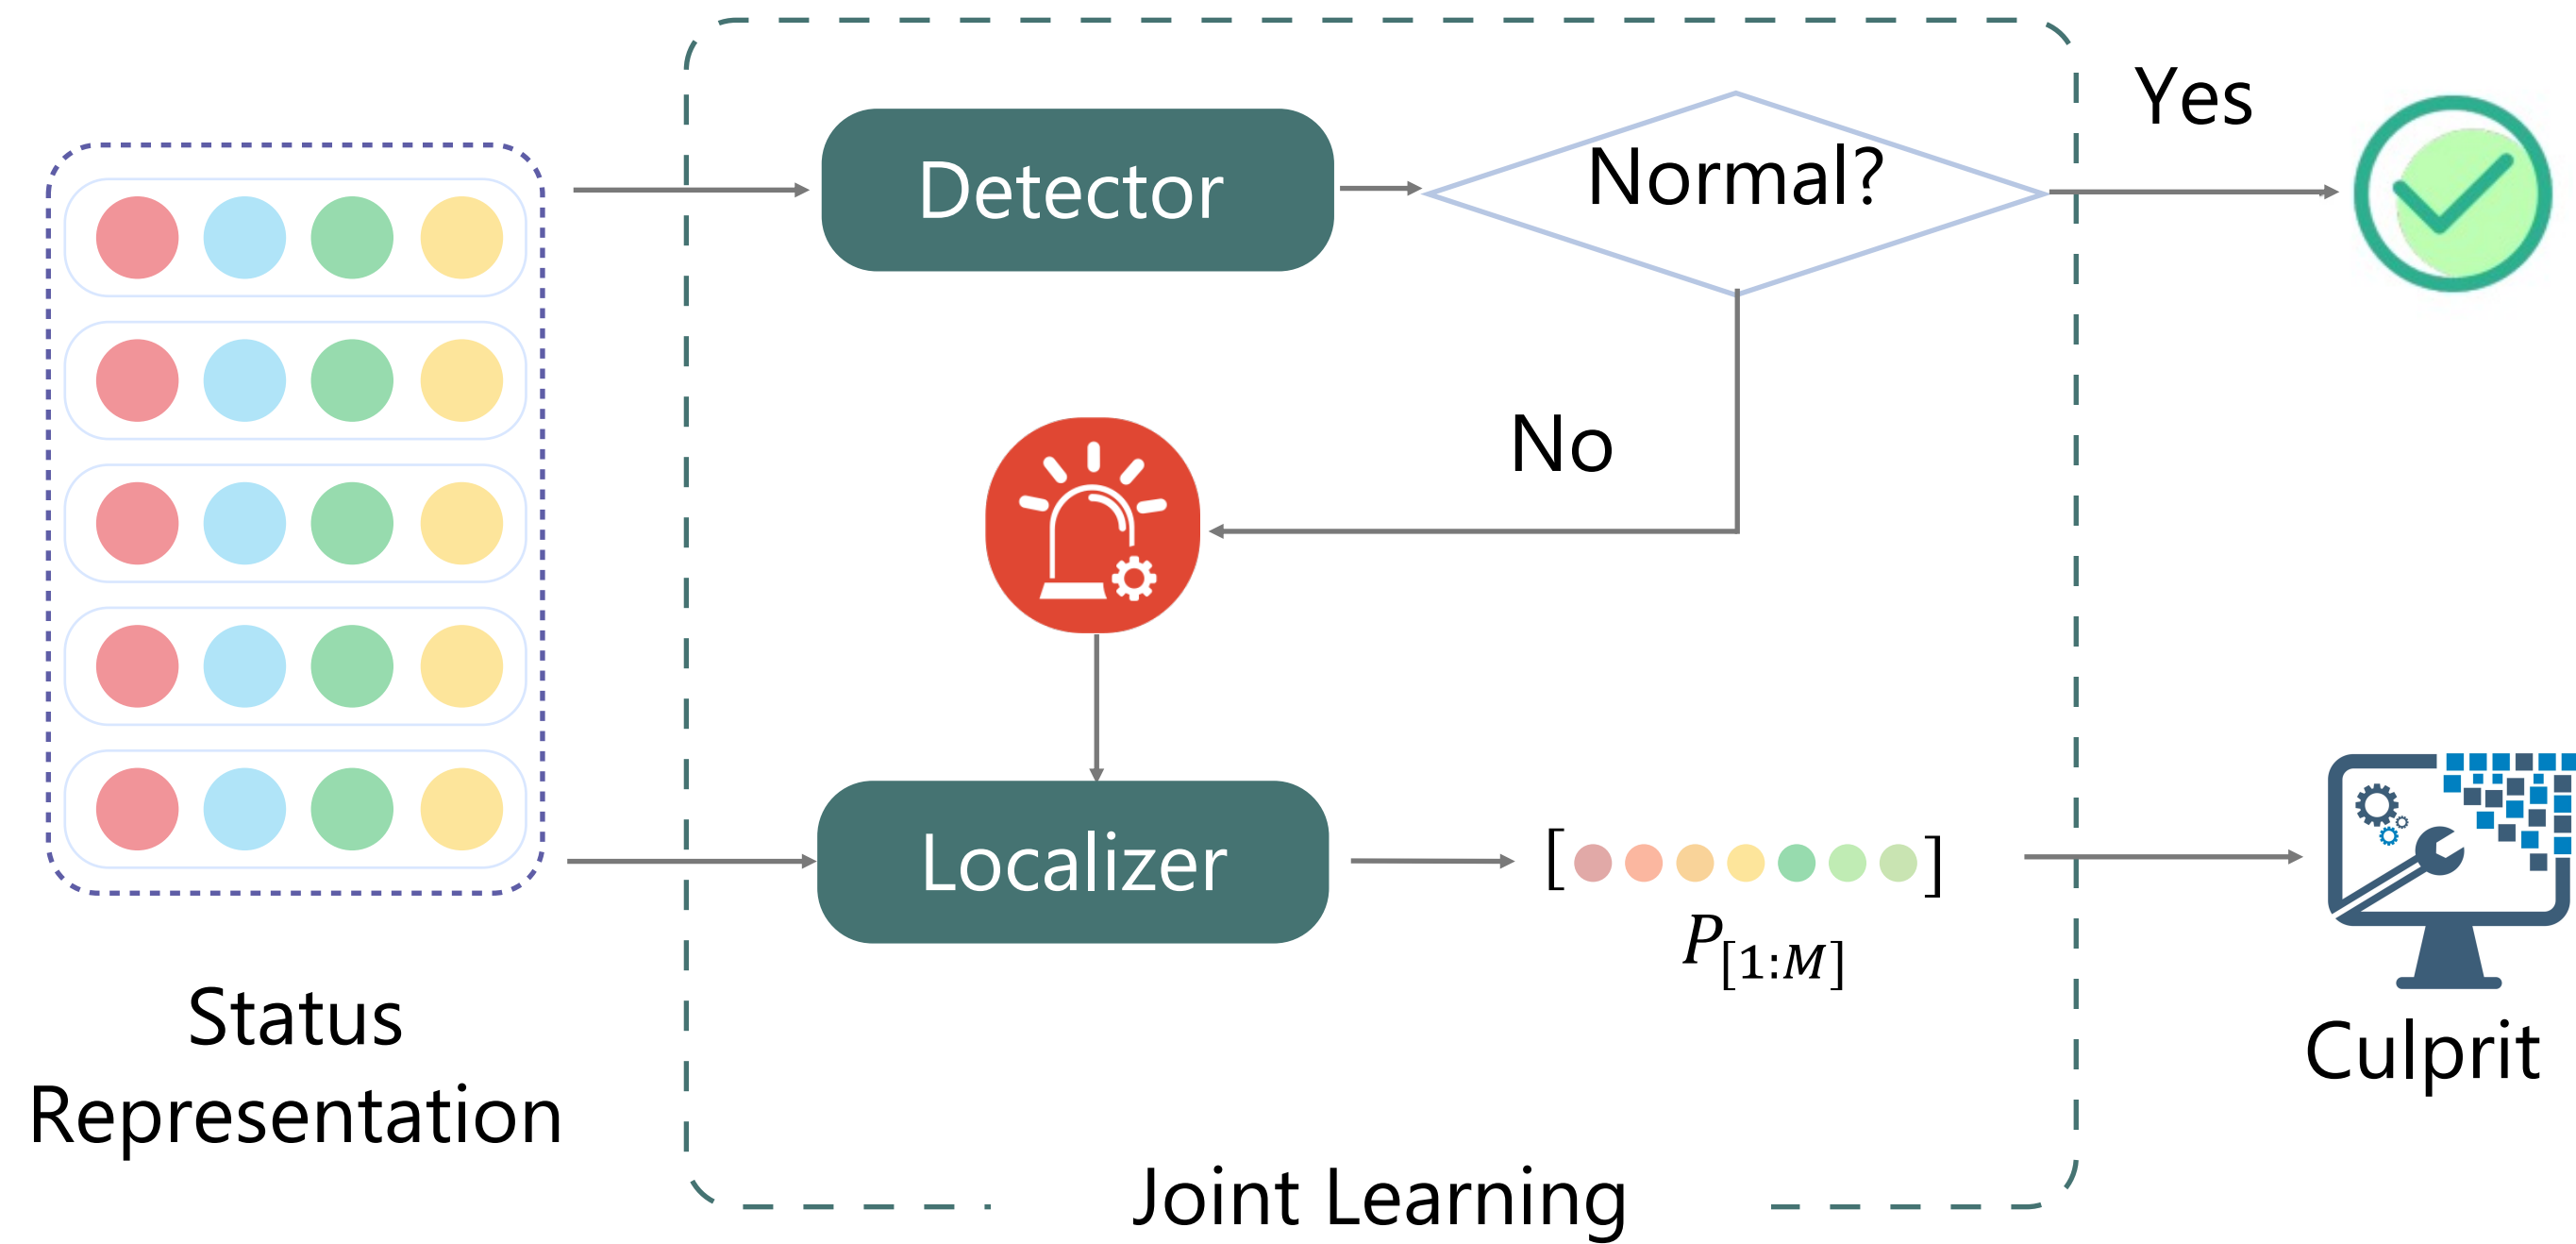 Status
Representation
Detector
Normal?
Yes
No
Localizer
[ ]
P[1:M]
Culprit
Joint Learning